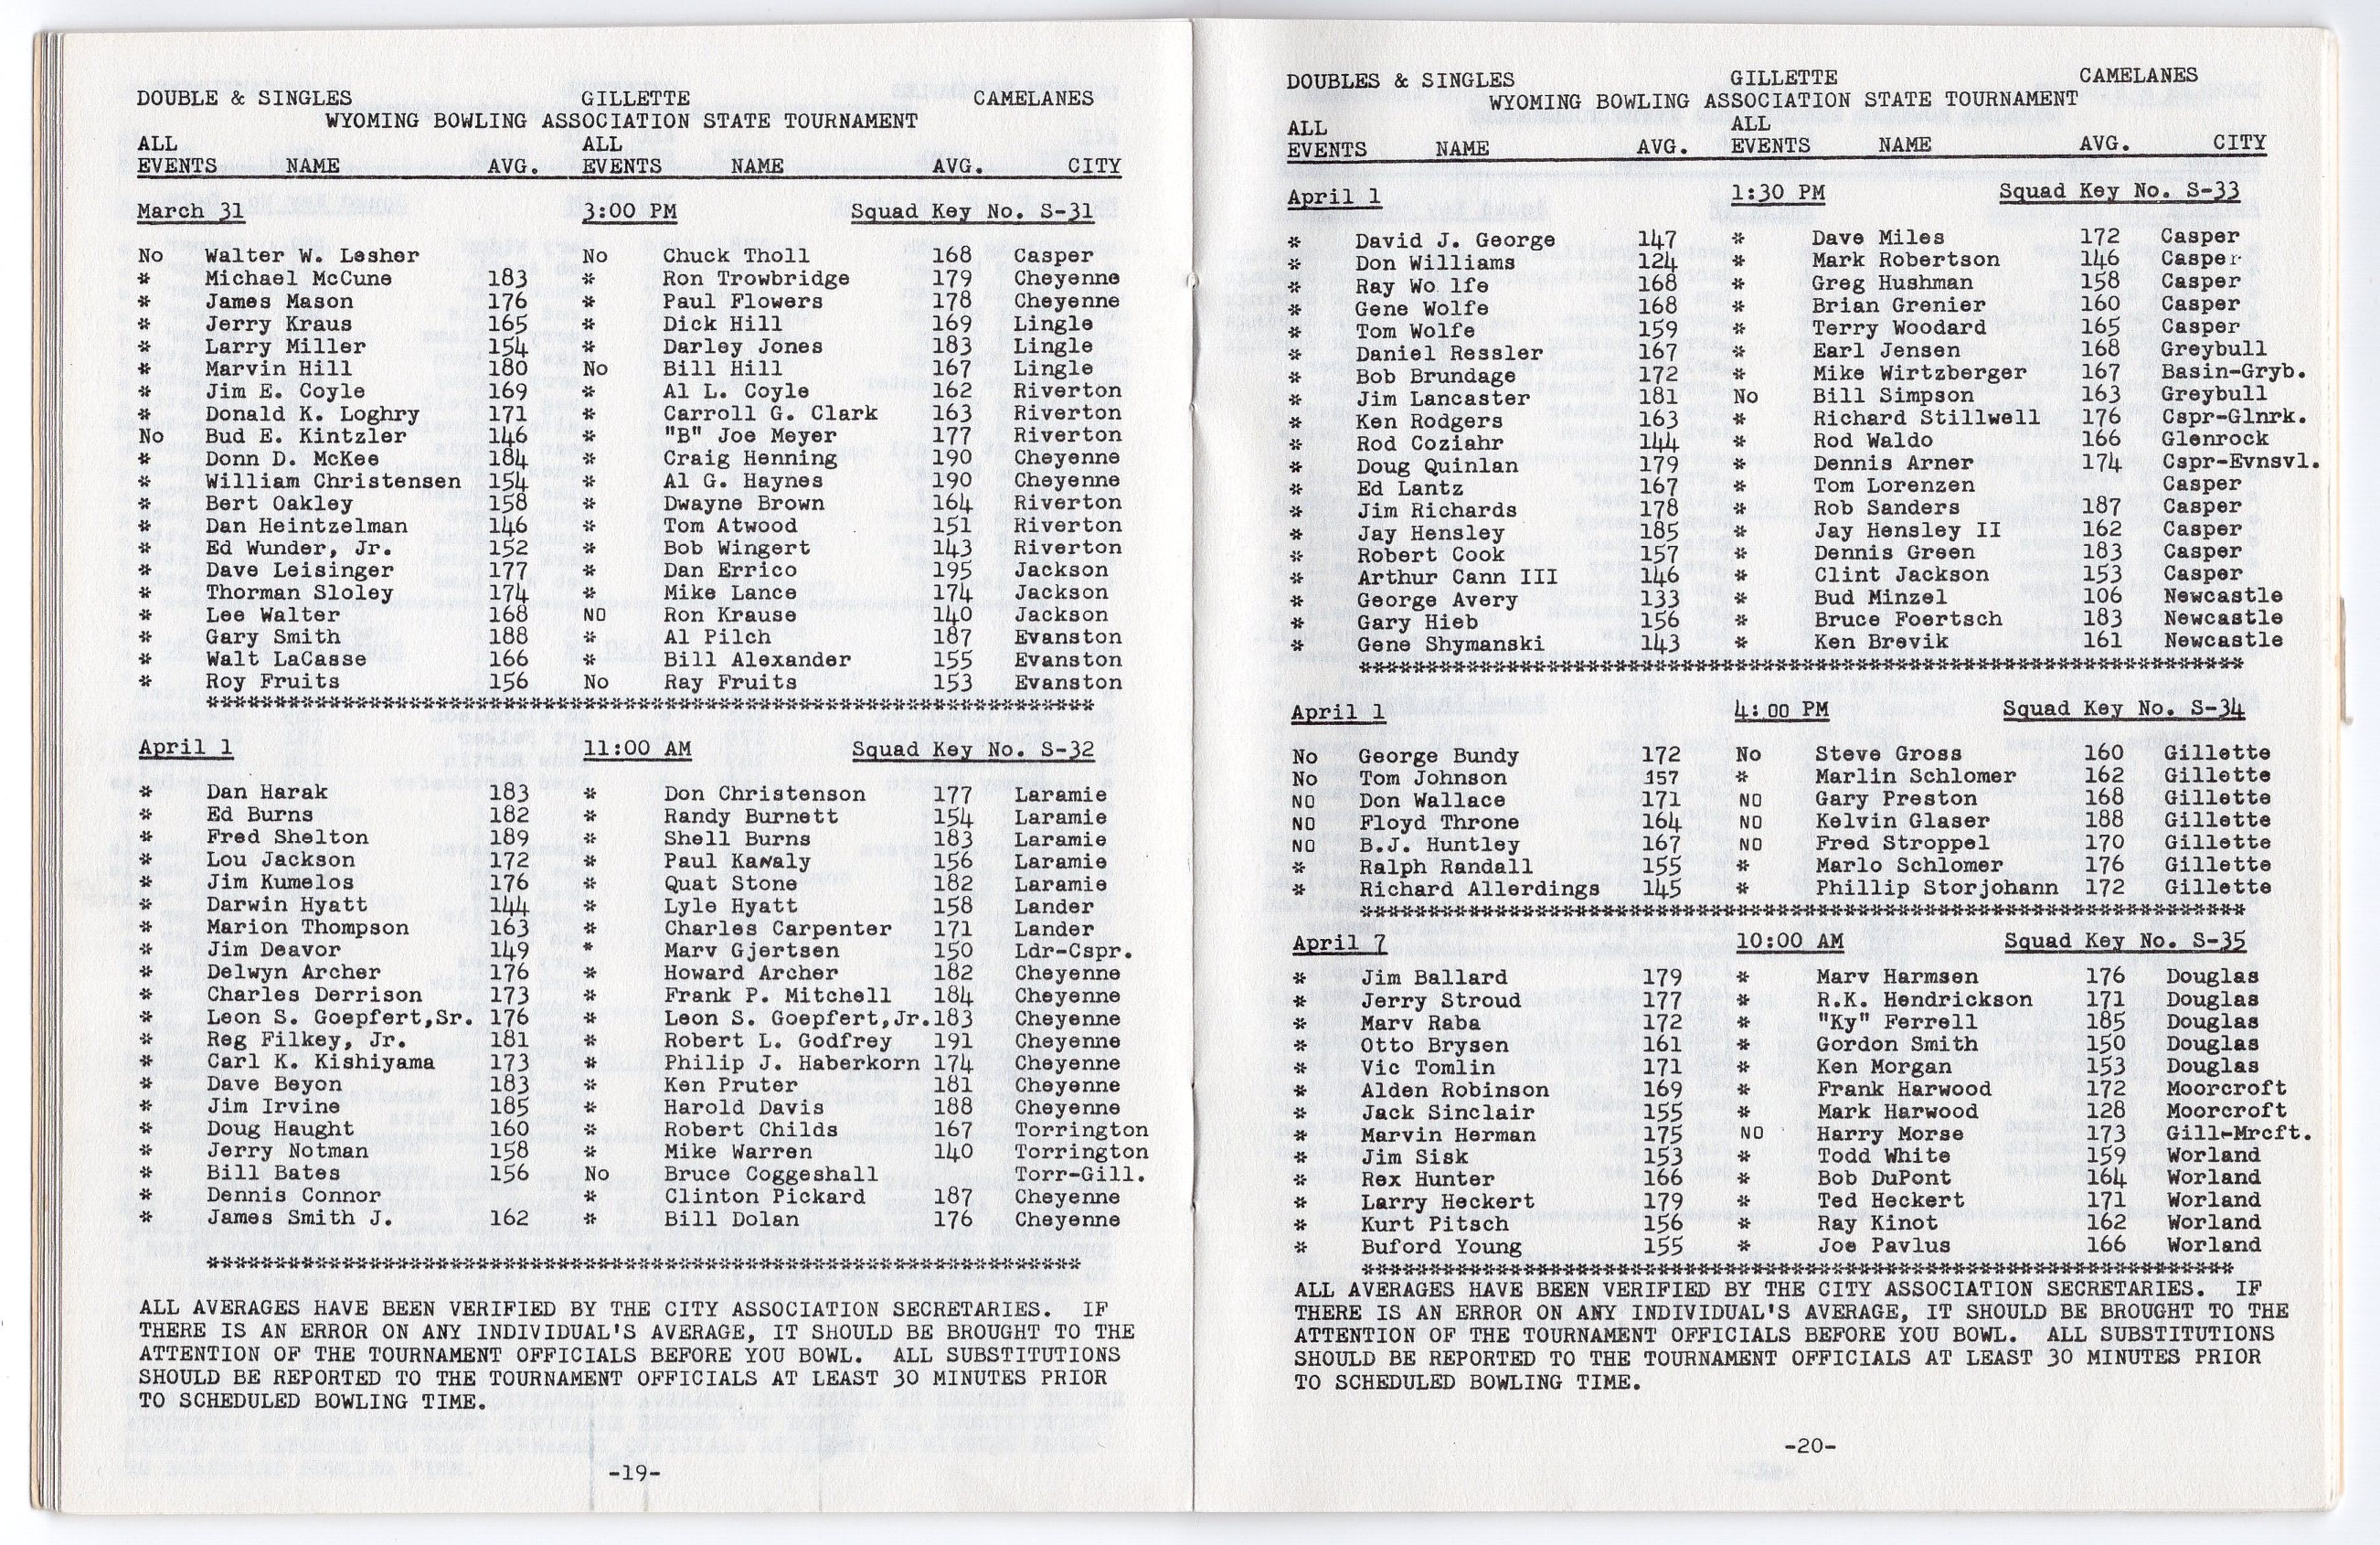 DOUBLE & SINGLES GILLETTE CAMELANES
WYOMING BOWLING ASSOCIATION STATE TOURNAMENT
ALL ALL
EVENTS NAME AVG. EVENTS NAME AVG. CITY
March 31 3:00 PM Squad Key No. S-31
No Walter W. Lesher No Chuck Tholl 168 Casper
* Michael McCune 183 * Ron Trowbridge 179 Cheyenne
* James Mason 176 * Paul Flowers 178 Cheyenne
* Jerry Kraus 165 * Dick Hill 169 Lingle
* Larry Miller 154 * Darley Jones 183 Lingle
* Marvin Hill 180 No Bill Hill 167 Lingle
* Jim E. Coyle 169 * Al L. Coyle 162 Riverton
* Donald K. Loghry 171 * Carroll G. Clark 163 Riverton
No Bud E. Kintzler 146 * "B" Joe Meyer 177 Riverton
* Donn D. McKee 184 * Craig Henning 190 Cheyenne
* William Christensen 154 * Al G. Haynes 190 Cheyenne
* Bert Oakley 158 * Dwayne Brown 164 Riverton
* Dan Heintzelman 146 * Tom Atwood 151 Riverton
* Ed Wunder, Jr. 152 * Bob Wingert 143 Riverton
* Dave Leisinger 177 * Dan Errico 195 Jackson
* Thorman Sloley 174 * Mike Lance 174 Jackson
* Lee Walter 168 NO Ron Krause 140 Jackson
* Gary Smith 188 * Al Pilch 187 Evanston
* Walt LaCasse 166 * Bill Alexander 155 Evanston
* Roy Fruits 156 No Ray Fruits 153 Evanston
******************************************************************
April 1 11:00 AM Squad Key No. S-32
* Dan Harak 183 * Don Christenson 177 Laramie
* Ed Burns 182 * Randy Burnett 154 Laramie
* Fred Shelton 189 * Shell Burns 183 Laramie
* Lou Jackson 172 * Paul Kawaly 156 Laramie
* Jim Kumelos 176 * Quat Stone 182 Laramie
* Darwin Hyatt 144 * Lyle Hyatt 158 Lander
* Marion Thompson 163 * Charles Carpenter 171 Lander
* Jim Deavor 149 * Marv Gjertsen 150 Ldr-Cspr.
* Delwyn Archer 176 * Howard Archer 182 Cheyenne
* Charles Derrison 173 * Frank P. Mitchell 184 Cheyenne
* Leon S. Goepfert,Sr. 176 * Leon S. Goepfert,Jr.183 Cheyenne
* Reg Filkey, Jr. 181 * Robert L. Godfrey 191 Cheyenne
* Carl K. Kishiyama 173 * Philip J. Haberkorn 174 Cheyenne
* Dave Beyon 183 * Ken Pruter 181 Cheyenne
* Jim Irvine 185 * Harold Davis 188 Cheyenne
* Doug Haught 160 * Robert Childs 167 Torrington
* Jerry Notman 158 * Mike Warren 140 Torrington
* Bill Bates 156 No Bruce Coggeshall Torr-Gill.
* Dennis Connor * Clinton Pickard 187 Cheyenne
* James Smith J. 162 * Bill Dolan 176 Cheyenne
*****************************************************************
ALL AVERAGES HAVE BEEN VERIFIED BY THE CITY ASSOCIATION SECRETARIES. IF
THERE IS AN ERROR ON ANY INDIVIDUAL'S AVERAGE, IT SHOULD BE BROUGHT TO THE
ATTENTION OF THE TOURNAMENT OFFICIALS BEFORE YOU BOWL. ALL SUBSTITUTIONS
SHOULD BE REPORTED TO THE TOURNAMENT OFFICIALS AT LEAST 30 MINUTES PRIOR
TO SCHEDULED BOWLING TIME.
-19-
DOUBLES & SINGLES GILLETTE CAMELANES
WYOMING BOWLING ASSOCIATION STATE TOURNAMENT
ALL ALL
EVENTS NAME AVG. EVENTS NAME AVG. CITY
April 1 1:30 PM Squad Key No. S-33
* David J. George 147 * Dave Miles 172 Casper
* Don Williams 124 * Mark Robertson 146 Casper
* Ray Wo lfe 168 * Greg Hushman 158 Casper
* Gene Wolfe 168 * Brian Grenier 160 Casper
* Tom Wolfe 159 * Terry Woodard 165 Casper
* Daniel Ressler 167 * Earl Jensen 168 Greybull
* Bob Brundage 172 * Mike Wirtzberger 167 Basin-Gryb.
* Jim Lancaster 181 No Bill Simpson 163 Greybull
* Ken Rodgers 163 * Richard Stillwell 176 Cspr-Glnrk.
* Rod Coziahr 144 * Rod Waldo 166 Glenrock
* Doug Quinlan 179 * Dennis Arner 174 Cspr-Evnsvl.
* Ed Lantz 167 * Tom Lorenzen Casper
* Jim Richards 178 * Rob Sanders 187 Casper
* Jay Hensley 185 * Jay Hensley II 162 Casper
* Robert Cook 157 * Dennis Green 183 Casper
* Arthur Cann III 146 * Clint Jackson 153 Casper
* George Avery 133 * Bud Minzel 106 Newcastle
* Gary Hieb 156 * Bruce Foertsch 183 Newcastle
* Gene Shymanski 143 * Ken Brevik 161 Newcastle
******************************************************************
April 1 4:00 PM Squad Key No. S-34
No George Bundy 172 No Steve Gross 160 Gillette
No Tom Johnson 157 * Marlin Schlomer 162 Gillette
NO Don Wallace 171 NO Gary Preston 168 Gillette
NO Floyd Throne 164 NO Kelvin Glaser 188 Gillette
NO B.J. Huntley 167 NO Fred Stroppel 170 Gillette
* Ralph Randall 155 * Marlo Schlomer 176 Gillette
* Richard Allerdings 145 * Phillip Storjohann 172 Gillette
******************************************************************
April 7 10:00 AM Squad Key No. S-35
* Jim Ballard 179 * Marv Harmsen 176 Douglas
* Jerry Stroud 177 * R.K. Hendrickson 171 Douglas
* Marv Raba 172 * "Ky" Ferrell 185 Douglas
* Otto Brysen 161 * Gordon Smith 150 Douglas
* Vic Tomlin 171 * Ken Morgan 153 Douglas
* Alden Robinson 169 * Frank Harwood 172 Moorcroft
* Jack Sinclair 155 * Mark Harwood 128 Moorcroft
* Marvin Herman 175 NO Harry Morse 173 Gill-Mrcft.
* Jim Sisk 153 * Todd White 159 Worland
* Rex Hunter 166 * Bob DuPont 164 Worland
* Larry Heckert 179 * Ted Heckert 171 Worland
* Kurt Pitsch 156 * Ray Kinot 162 Worland
* Buford Young 155 * Joe Pavlus 166 Worland
*****************************************************************
ALL AVERAGES HAVE BEEN VERIFIED BY THE CITY ASSOCIATION SECRETARIES. IF
THERE IS AN ERROR ON ANY INDIVIDUAL'S AVERAGE, IT SHOULD BE BROUGHT TO THE
ATTENTION OF THE TOURNAMENT OFFICIALS BEFORE YOU BOWL. ALL SUBSTITUTIONS
SHOULD BE REPORTED TO THE TOURNAMENT OFFICIALS AT LEAST 30 MINUTES PRIOR
TO SCHEDULED BOWLING TIME.
-20-